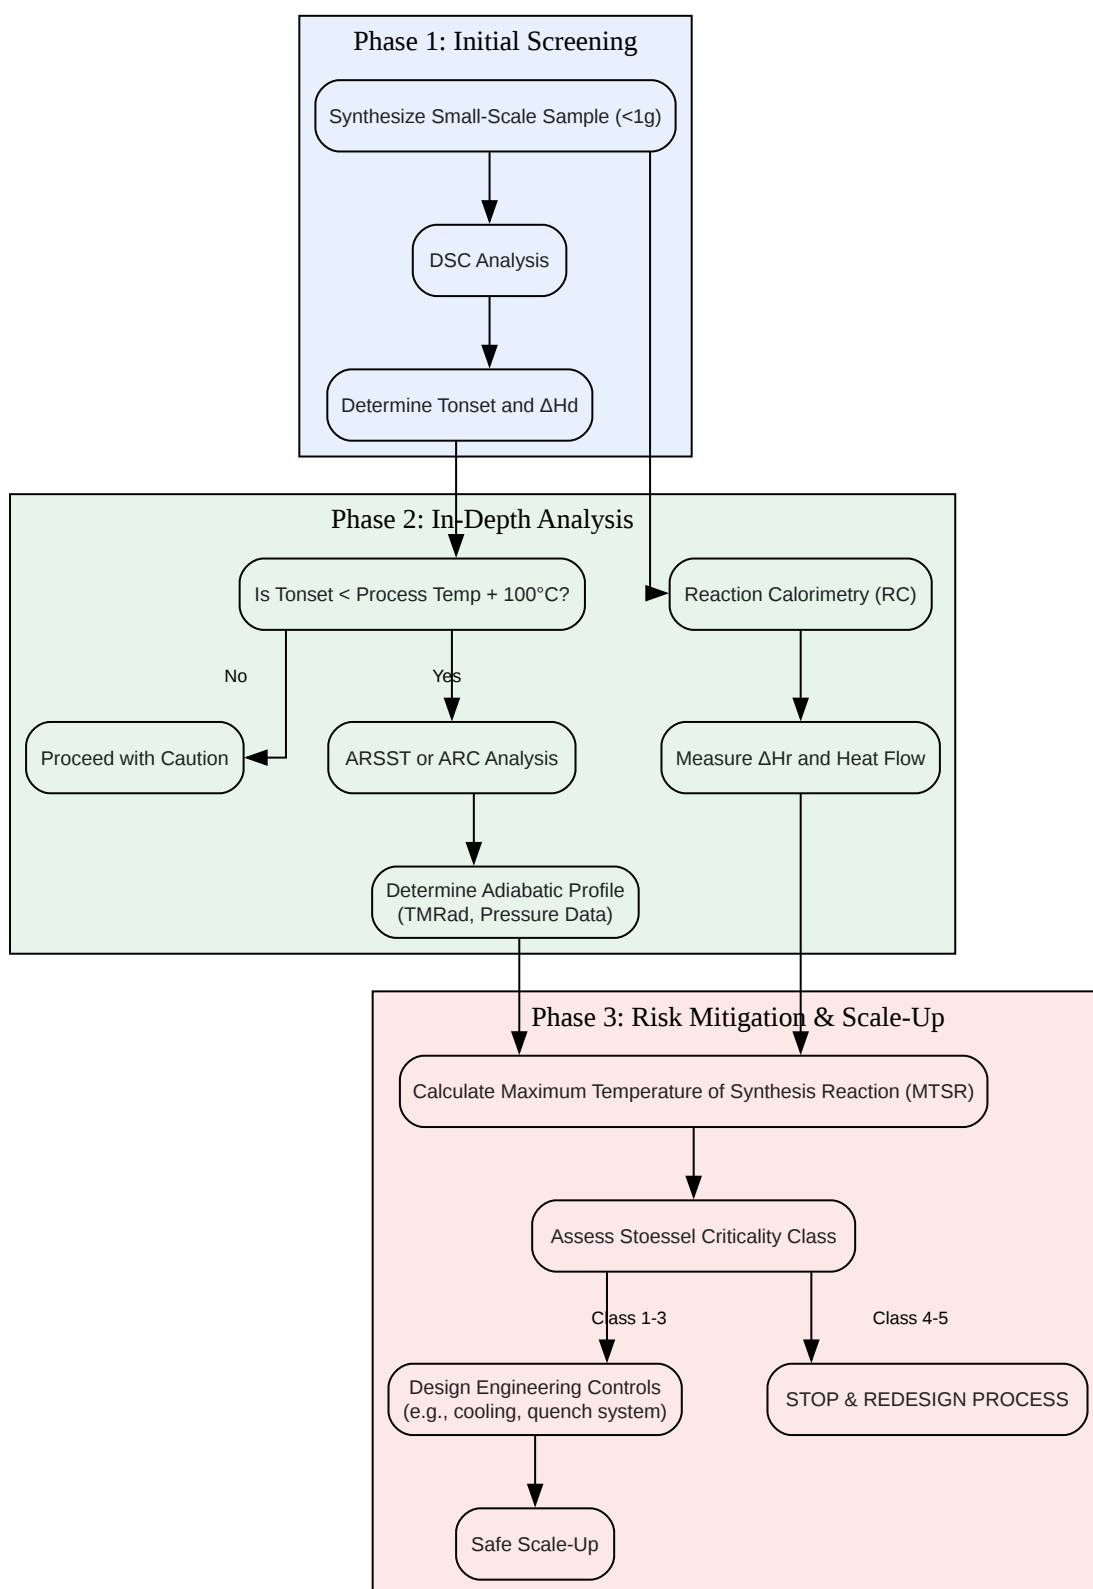 Phase 1: Initial Screening
Synthesize Small-Scale Sample (<1g)
DSC Analysis
Determine Tonset and ΔHd
Phase 2: In-Depth Analysis
Is Tonset < Process Temp + 100°C?
Reaction Calorimetry (RC)
No
Yes
Proceed with Caution
ARSST or ARC Analysis
Measure ΔHr and Heat Flow
Determine Adiabatic Profile
(TMRad, Pressure Data)
Phase 3: Risk Mitigation & Scale-Up
Calculate Maximum Temperature of Synthesis Reaction (MTSR)
Assess Stoessel Criticality Class
Class 1-3
Class 4-5
Design Engineering Controls
(e.g., cooling, quench system)
STOP & REDESIGN PROCESS
Safe Scale-Up